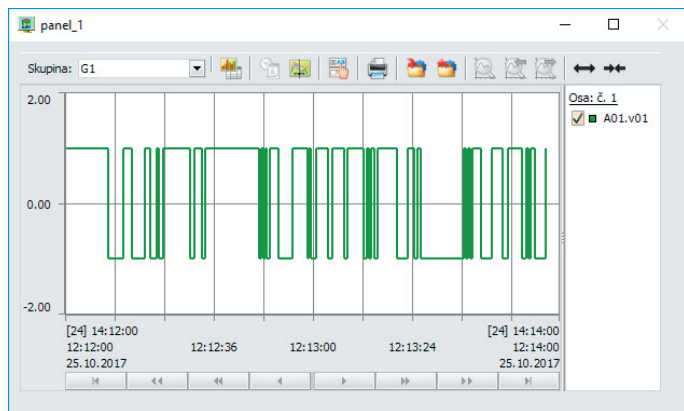 panel_1
Skupina: G1
2.00
0.00
-2.00
Osa: č. 1
A01.v01
[24] 14:12:00 [24] 14:14:00
12:12:00 12:12:36 12:13:00 12:13:24 12:14:00
25.10.2017 25.10.2017